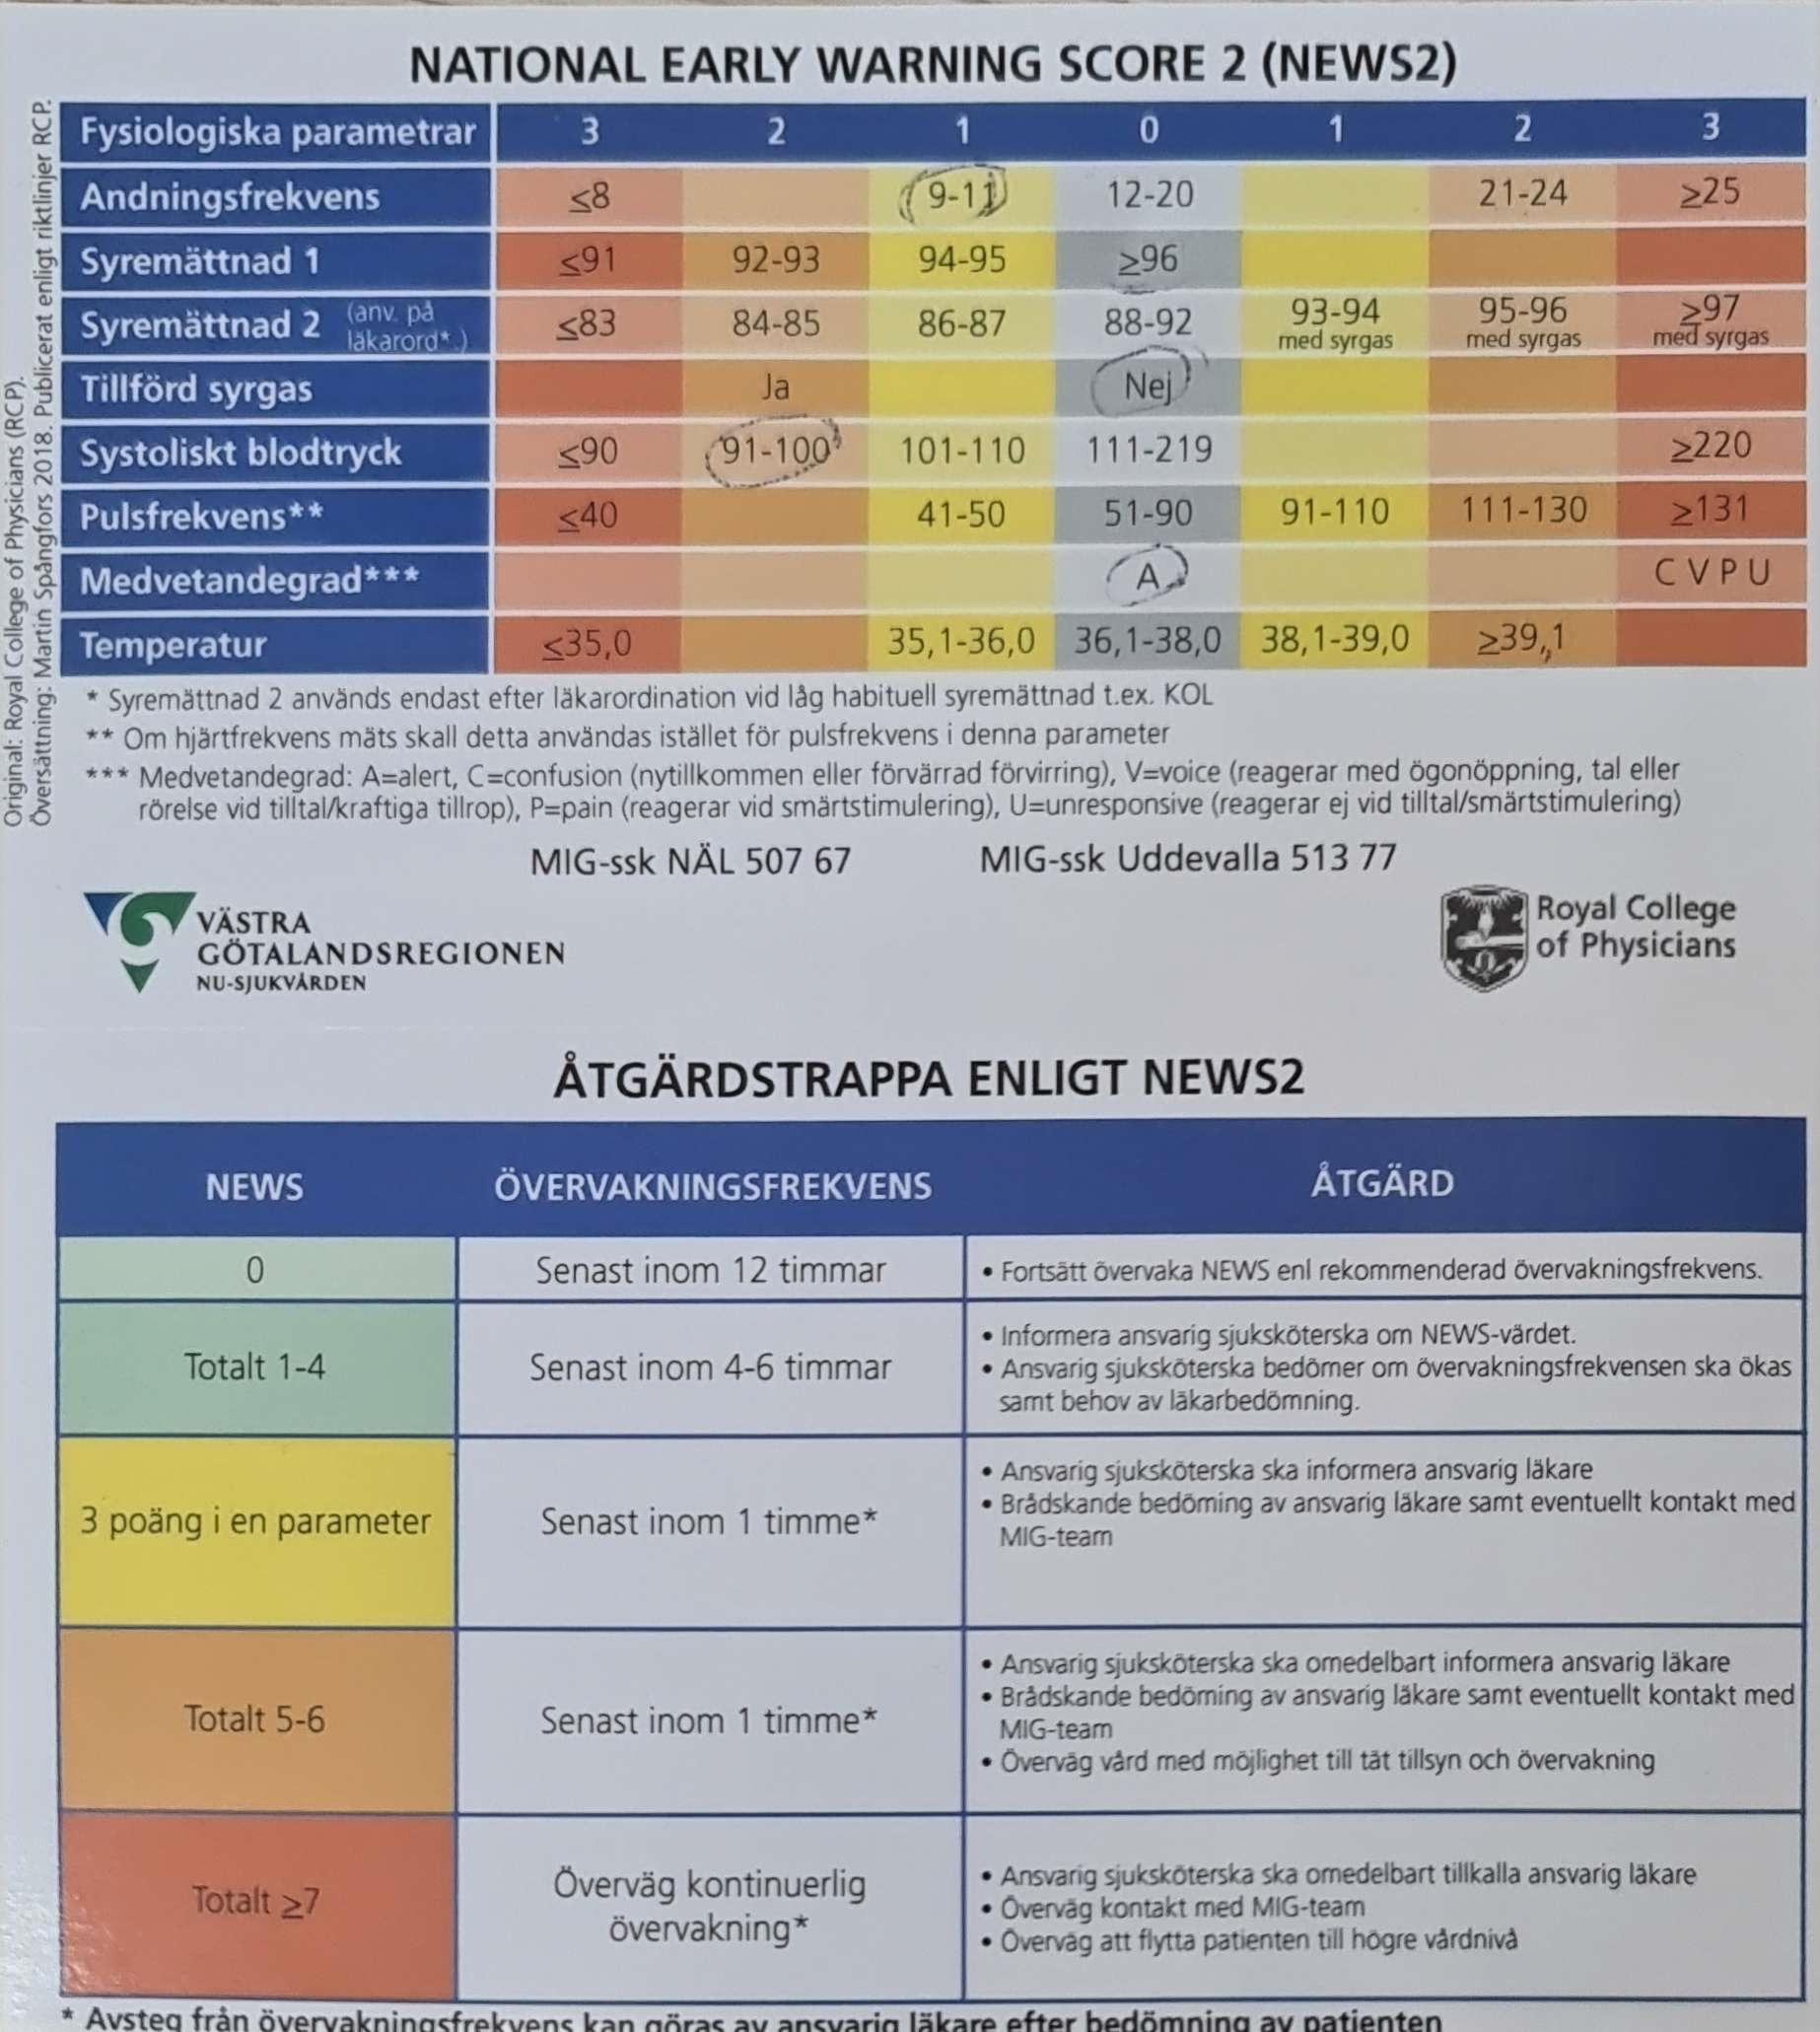 NATIONAL EARLY WARNING SCORE 2 (NEWS2)
Fysiologiska parametrar 3 2 1 0 1 2 3
Andningsfrekvens ≤8 9-11 12-20 21-24 ≥25
Syremättnad 1 ≤91 92-93 94-95 ≥96
Syremättnad 2 (anv. på läkarord*.) ≤83 84-85 86-87 88-92 93-94 med syrgas 95-96 med syrgas ≥97 med syrgas
Tillförd syrgas Ja Nej
Systoliskt blodtryck ≤90 91-100 101-110 111-219 ≥220
Pulsfrekvens** ≤40 41-50 51-90 91-110 111-130 ≥131
Medvetandegrad*** A C V P U
Temperatur ≤35,0 35,1-36,0 36,1-38,0 38,1-39,0 ≥39,1
Original: Royal College of Physicians (RCP).
Översättning: Martin Spångfors 2018. Publicerat enligt riktlinjer RCP.
* Syremättnad 2 används endast efter läkarordination vid låg habituell syremättnad t.ex. KOL
** Om hjärtfrekvens mäts skall detta användas istället för pulsfrekvens i denna parameter
*** Medvetandegrad: A=alert, C=confusion (nytillkommen eller förvärrad förvirring), V=voice (reagerar med ögonöppning, tal eller
rörelse vid tilltal/kraftiga tillrop), P=pain (reagerar vid smärtstimulering), U=unresponsive (reagerar ej vid tilltal/smärtstimulering)
MIG-ssk NÄL 507 67 MIG-ssk Uddevalla 513 77
VÄSTRA
GÖTALANDSREGIONEN
NU-SJUKVÅRDEN
Royal College
of Physicians
ÅTGÄRDSTRAPPA ENLIGT NEWS2
NEWS ÖVERVAKNINGSFREKVENS ÅTGÄRD
0 Senast inom 12 timmar • Fortsätt övervaka NEWS enl rekommenderad övervakningsfrekvens.
Totalt 1-4 Senast inom 4-6 timmar
• Informera ansvarig sjuksköterska om NEWS-värdet.
• Ansvarig sjuksköterska bedömer om övervakningsfrekvensen ska ökas
samt behov av läkarbedömning.
3 poäng i en parameter Senast inom 1 timme*
• Ansvarig sjuksköterska ska informera ansvarig läkare
• Brådskande bedöming av ansvarig läkare samt eventuellt kontakt med
MIG-team
Totalt 5-6 Senast inom 1 timme*
• Ansvarig sjuksköterska ska omedelbart informera ansvarig läkare
• Brådskande bedöming av ansvarig läkare samt eventuellt kontakt med
MIG-team
• Överväg vård med möjlighet till tät tillsyn och övervakning
Totalt ≥7 Överväg kontinuerlig
övervakning*
• Ansvarig sjuksköterska ska omedelbart tillkalla ansvarig läkare
• Överväg kontakt med MIG-team
• Överväg att flytta patienten till högre vårdnivå
* Avsteg från övervakningsfrekvens kan göras av ansvarig läkare efter bedömning av patienten